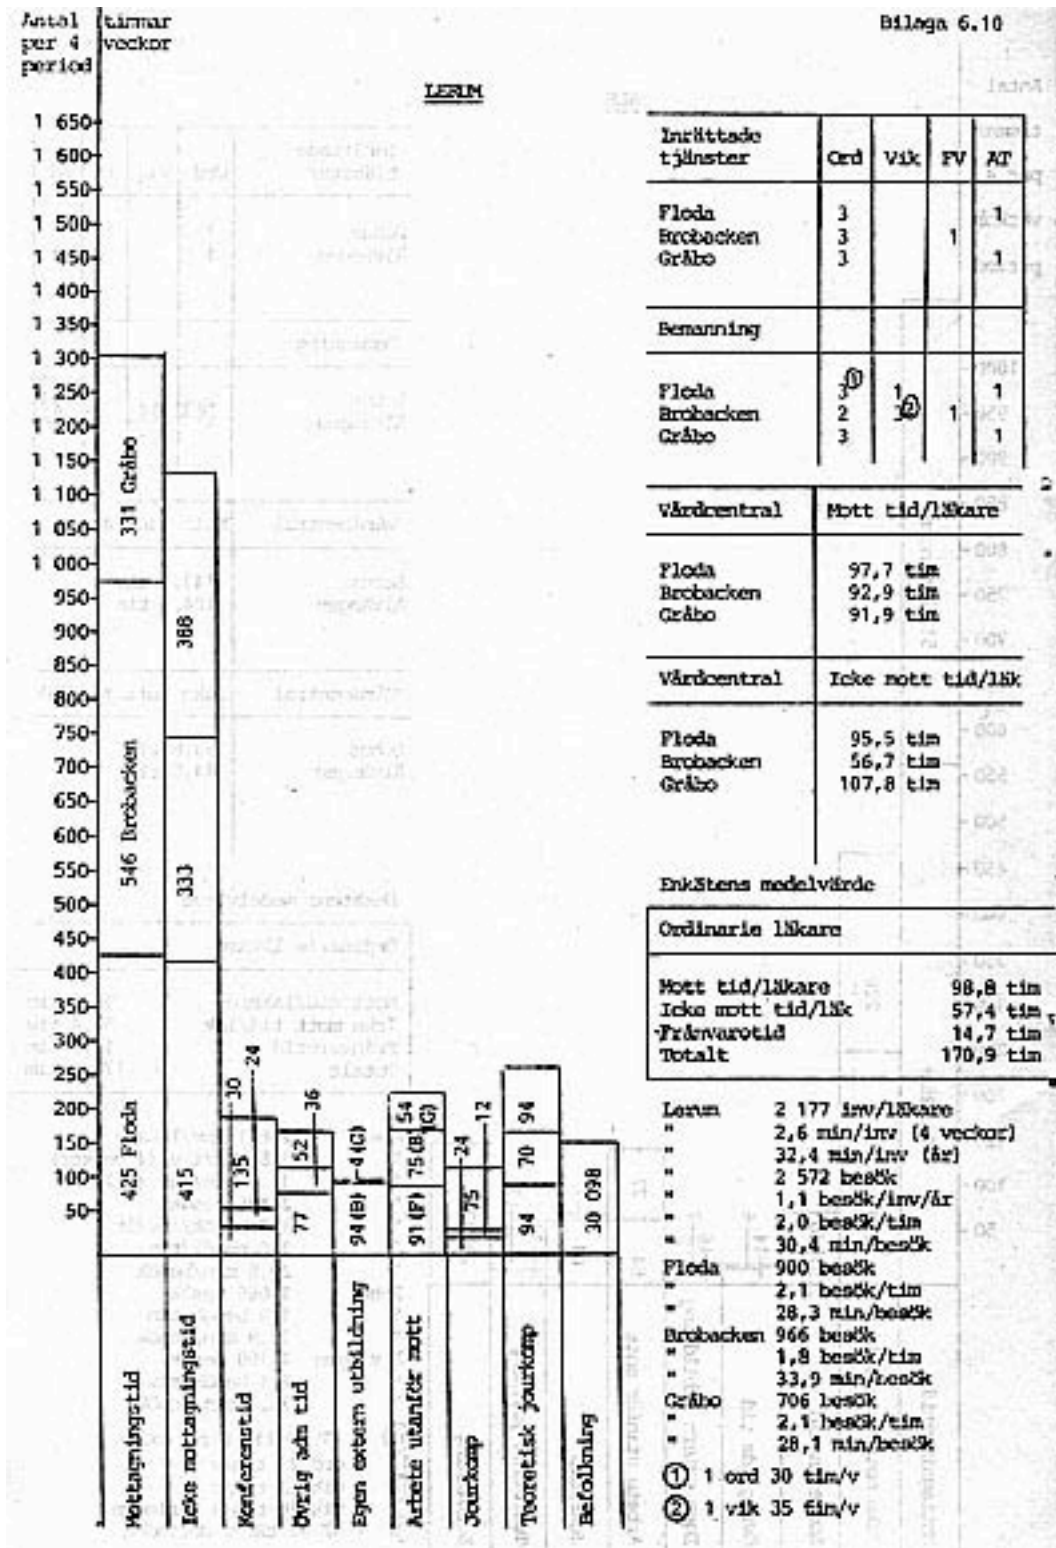 Antal timmar
per 4 veckor
period
Bilaga 6.10
LERUM
1 650
1 600
1 550
1 500
1 450
1 400
1 350
1 300
1 250
1 200
1 150
1 100
1 050
1 000
950
900
850
800
750
700
650
600
550
500
450
400
350
300
250
200
150
100
50
331 Gråbo
546 Brobacken
425 Floda
388
333
415
30
24
135
36
52
77
4(G)
94(B)
54 (G)
75(B)
91(F)
24
12
75
94
70
94
30 098
Mottagningstid
Icke mottagningstid
Konferenstid
Övrig adm tid
Egen extern utbildning
Arbete utanför mott
Jourkomp
Teoretisk jourkomp
Befolkning
Inrättade
tjänster Ord Vik FV AT
Floda 3 1
Brobacken 3 1
Gråbo 3 1
Bemanning
Floda 3 ① 1 1
Brobacken 2 3 ② 1
Gråbo 3 1
Vårdcentral Mott tid/läkare
Floda 97,7 tim
Brobacken 92,9 tim
Gråbo 91,9 tim
Vårdcentral Icke mott tid/läk
Floda 95,5 tim
Brobacken 56,7 tim
Gråbo 107,8 tim
Enkätens medelvärde
Ordinarie läkare
Mott tid/läkare 98,8 tim
Icke mott tid/läk 57,4 tim
Frånvarotid 14,7 tim
Totalt 170,9 tim
Lerum 2 177 inv/läkare
" 2,6 min/inv (4 veckor)
" 32,4 min/inv (år)
" 2 572 besök
" 1,1 besök/inv/år
" 2,0 besök/tim
" 30,4 min/besök
Floda 900 besök
" 2,1 besök/tim
" 28,3 min/besök
Brobacken 966 besök
" 1,8 besök/tim
" 33,9 min/besök
Gråbo 706 besök
" 2,1 besök/tim
" 28,1 min/besök
① 1 ord 30 tim/v
② 1 vik 35 tim/v